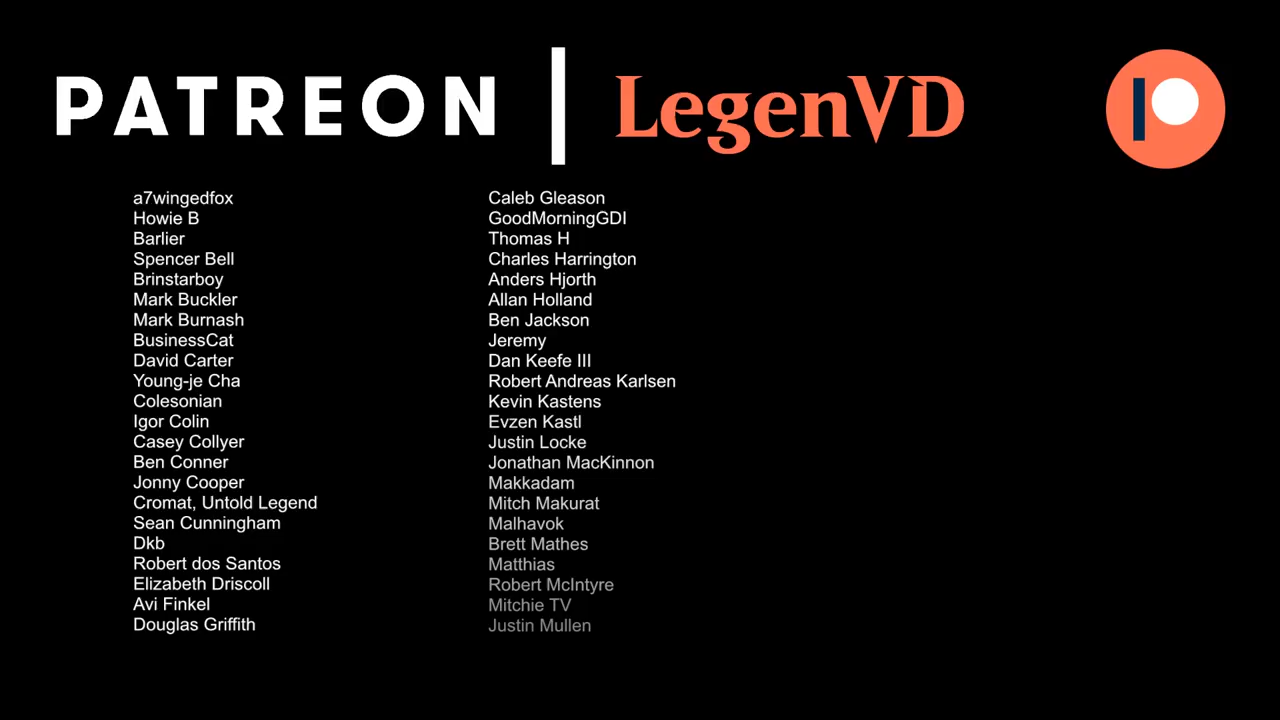 PATREON | LegenVD
a7wingedfox
Howie B
Barlier
Spencer Bell
Brinstarboy
Mark Buckler
Mark Burnash
BusinessCat
David Carter
Young-je Cha
Colesonian
Igor Colin
Casey Collyer
Ben Conner
Jonny Cooper
Cromat, Untold Legend
Sean Cunningham
Dkb
Robert dos Santos
Elizabeth Driscoll
Avi Finkel
Douglas Griffith
Caleb Gleason
GoodMorningGDI
Thomas H
Charles Harrington
Anders Hjorth
Allan Holland
Ben Jackson
Jeremy
Dan Keefe III
Robert Andreas Karlsen
Kevin Kastens
Evzen Kastl
Justin Locke
Jonathan MacKinnon
Makkadam
Mitch Makurat
Malhavok
Brett Mathes
Matthias
Robert McIntyre
Mitchie TV
Justin Mullen